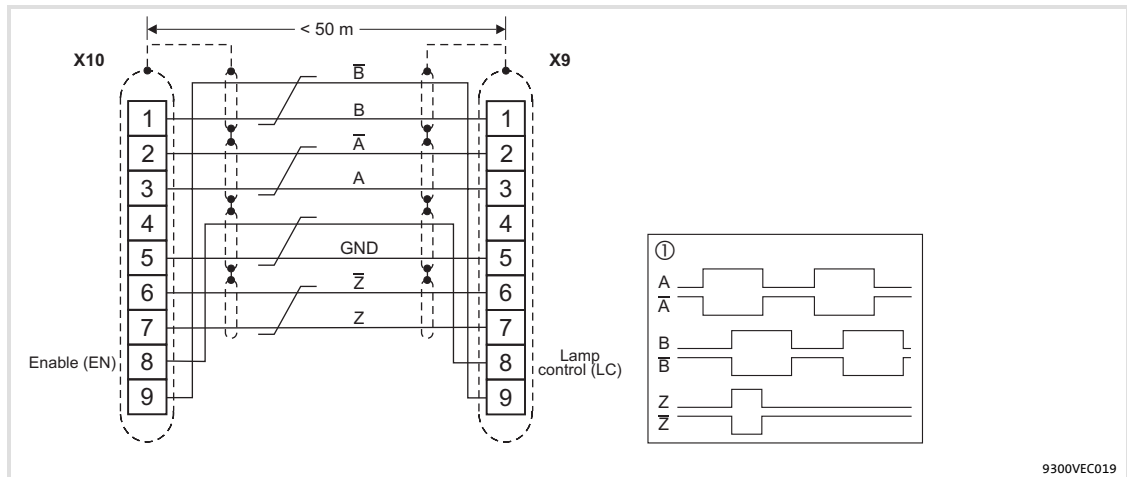 < 50 m
X10
X9
B̅
B
A̅
A
GND
Z̅
Z
1
2
3
4
5
6
7
8
9
Enable (EN)
1
2
3
4
5
6
7
8
9
Lamp
control (LC)
①
A
A̅
B
B̅
Z
Z̅
9300VEC019